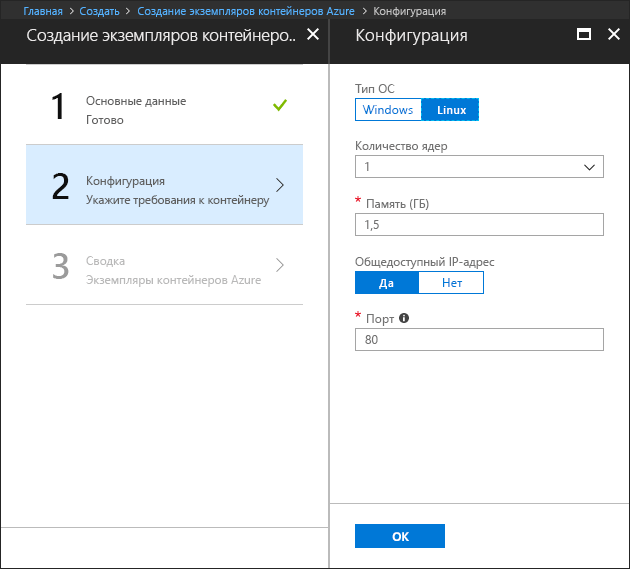 Главная > Создать > Создание экземпляров контейнеров Azure > Конфигурация
Создание экземпляров контейнеро..
1
Основные данные
Готово
2
Конфигурация
Укажите требования к контейнеру
3
Сводка
Экземпляры контейнеров Azure
Конфигурация
Тип ОС
Windows Linux
Количество ядер
1
* Память (ГБ)
1,5
Общедоступный IP-адрес
Да Нет
* Порт
80
ОК